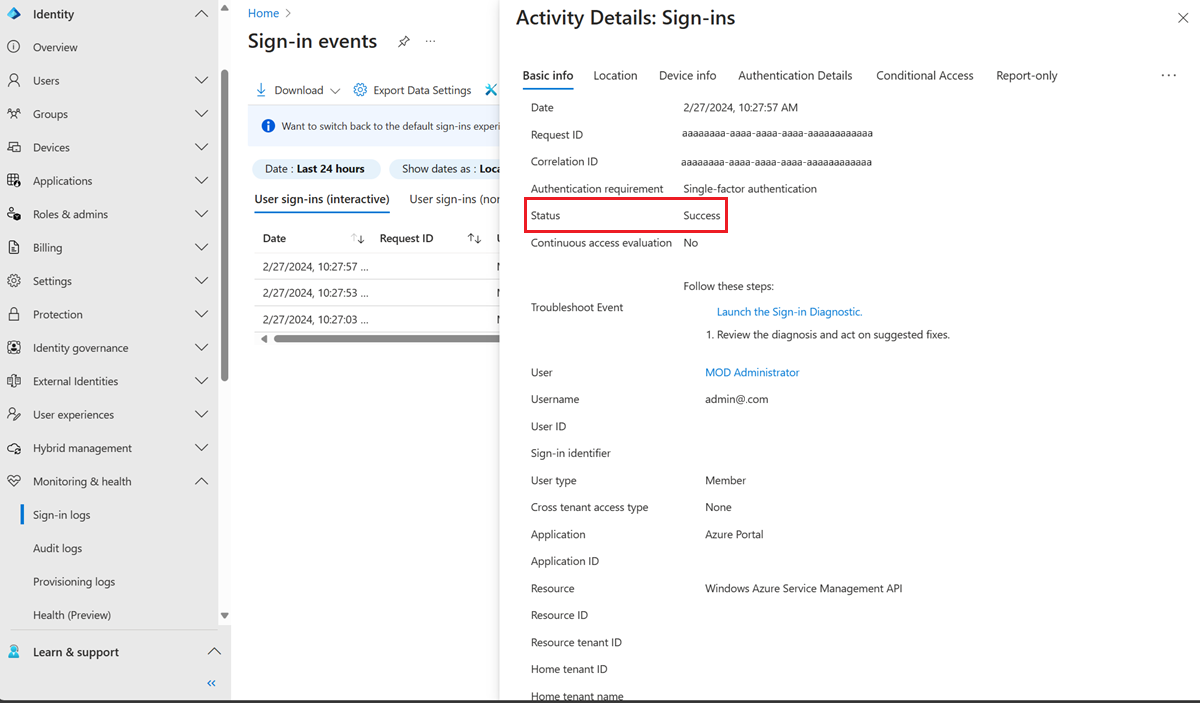 Identity
Overview
Users
Groups
Devices
Applications
Roles & admins
Billing
Settings
Protection
Identity governance
External Identities
User experiences
Hybrid management
Monitoring & health
Sign-in logs
Audit logs
Provisioning logs
Health (Preview)
Learn & support
Home
Sign-in events
Download
Export Data Settings
Want to switch back to the default sign-ins experi
Date : Last 24 hours
Show dates as : Loca
User sign-ins (interactive)
User sign-ins (nor
Date
Request ID
2/27/2024, 10:27:57 ...
2/27/2024, 10:27:53 ...
2/27/2024, 10:27:03 ...
Activity Details: Sign-ins
Basic info
Location
Device info
Authentication Details
Conditional Access
Report-only
Date 2/27/2024, 10:27:57 AM
Request ID aaaaaaaa-aaaa-aaaa-aaaa-aaaaaaaaaaaa
Correlation ID aaaaaaaa-aaaa-aaaa-aaaa-aaaaaaaaaaaa
Authentication requirement Single-factor authentication
Status Success
Continuous access evaluation No
Follow these steps:
Troubleshoot Event
Launch the Sign-in Diagnostic.
1. Review the diagnosis and act on suggested fixes.
User MOD Administrator
Username admin@.com
User ID
Sign-in identifier
User type Member
Cross tenant access type None
Application Azure Portal
Application ID
Resource Windows Azure Service Management API
Resource ID
Resource tenant ID
Home tenant ID
Home tenant name